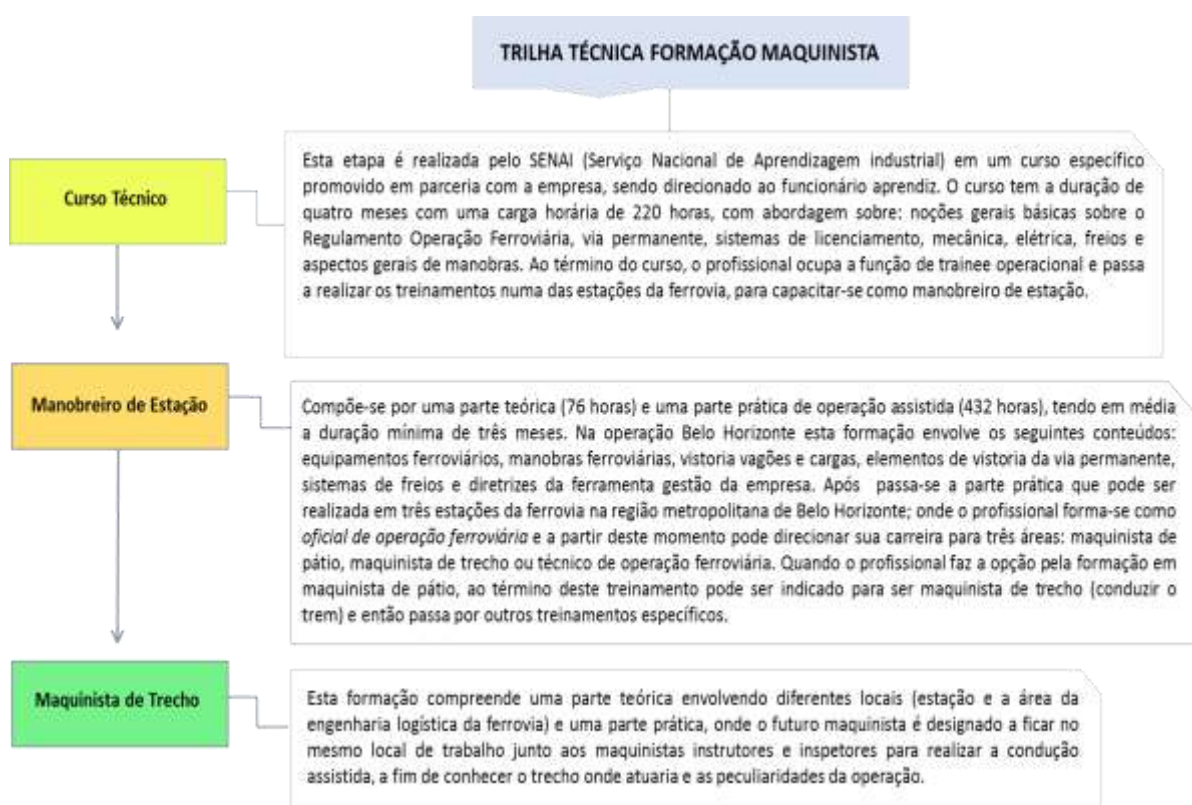 TRILHA TÉCNICA FORMAÇÃO MAQUINISTA
Curso Técnico
Esta etapa é realizada pelo SENAI (Serviço Nacional de Aprendizagem industrial) em um curso específico
promovido em parceria com a empresa, sendo direcionado ao funcionário aprendiz. O curso tem a duração de
quatro meses com uma carga horária de 220 horas, com abordagem sobre: noções gerais básicas sobre o
Regulamento Operação Ferroviária, via permanente, sistemas de licenciamento, mecânica, elétrica, freios e
aspectos gerais de manobras. Ao término do curso, o profissional ocupa a função de trainee operacional e passa
a realizar os treinamentos numa das estações da ferrovia, para capacitar-se como manobreiro de estação.
Manobreiro de Estação
Compõe-se por uma parte teórica (76 horas) e uma parte prática de operação assistida (432 horas), tendo em média
a duração mínima de três meses. Na operação Belo Horizonte esta formação envolve os seguintes conteúdos:
equipamentos ferroviários, manobras ferroviárias, vistoria vagões e cargas, elementos de vistoria da via permanente,
sistemas de freios e diretrizes da ferramenta gestão da empresa. Após passa-se a parte prática que pode ser
realizada em três estações da ferrovia na região metropolitana de Belo Horizonte; onde o profissional forma-se como
oficial de operação ferroviária e a partir deste momento pode direcionar sua carreira para três áreas: maquinista de
pátio, maquinista de trecho ou técnico de operação ferroviária. Quando o profissional faz a opção pela formação em
maquinista de pátio, ao término deste treinamento pode ser indicado para ser maquinista de trecho (conduzir o
trem) e então passa por outros treinamentos específicos.
Maquinista de Trecho
Esta formação compreende uma parte teórica envolvendo diferentes locais (estação e a área da
engenharia logística da ferrovia) e uma parte prática, onde o futuro maquinista é designado a ficar no
mesmo local de trabalho junto aos maquinistas instrutores e inspetores para realizar a condução
assistida, a fim de conhecer o trecho onde atuaria e as peculiaridades da operação.